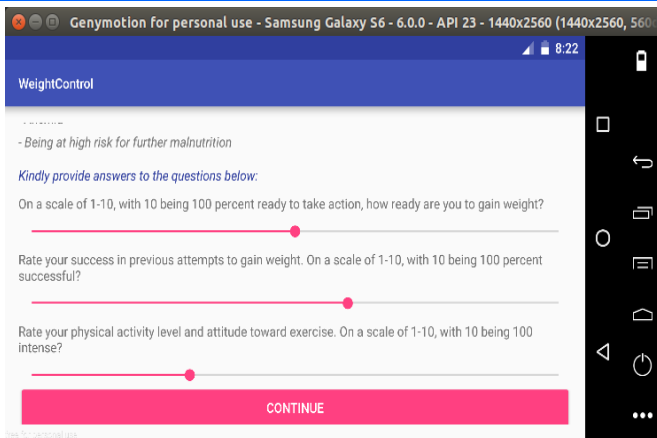 Genymotion for personal use - Samsung Galaxy S6 - 6.0.0 - API 23 - 1440x2560 (1440x2560, 560
8:22
WeightControl
- Being at high risk for further malnutrition
Kindly provide answers to the questions below:
On a scale of 1-10, with 10 being 100 percent ready to take action, how ready are you to gain weight?
Rate your success in previous attempts to gain weight. On a scale of 1-10, with 10 being 100 percent
successful?
Rate your physical activity level and attitude toward exercise. On a scale of 1-10, with 10 being 100
intense?
CONTINUE